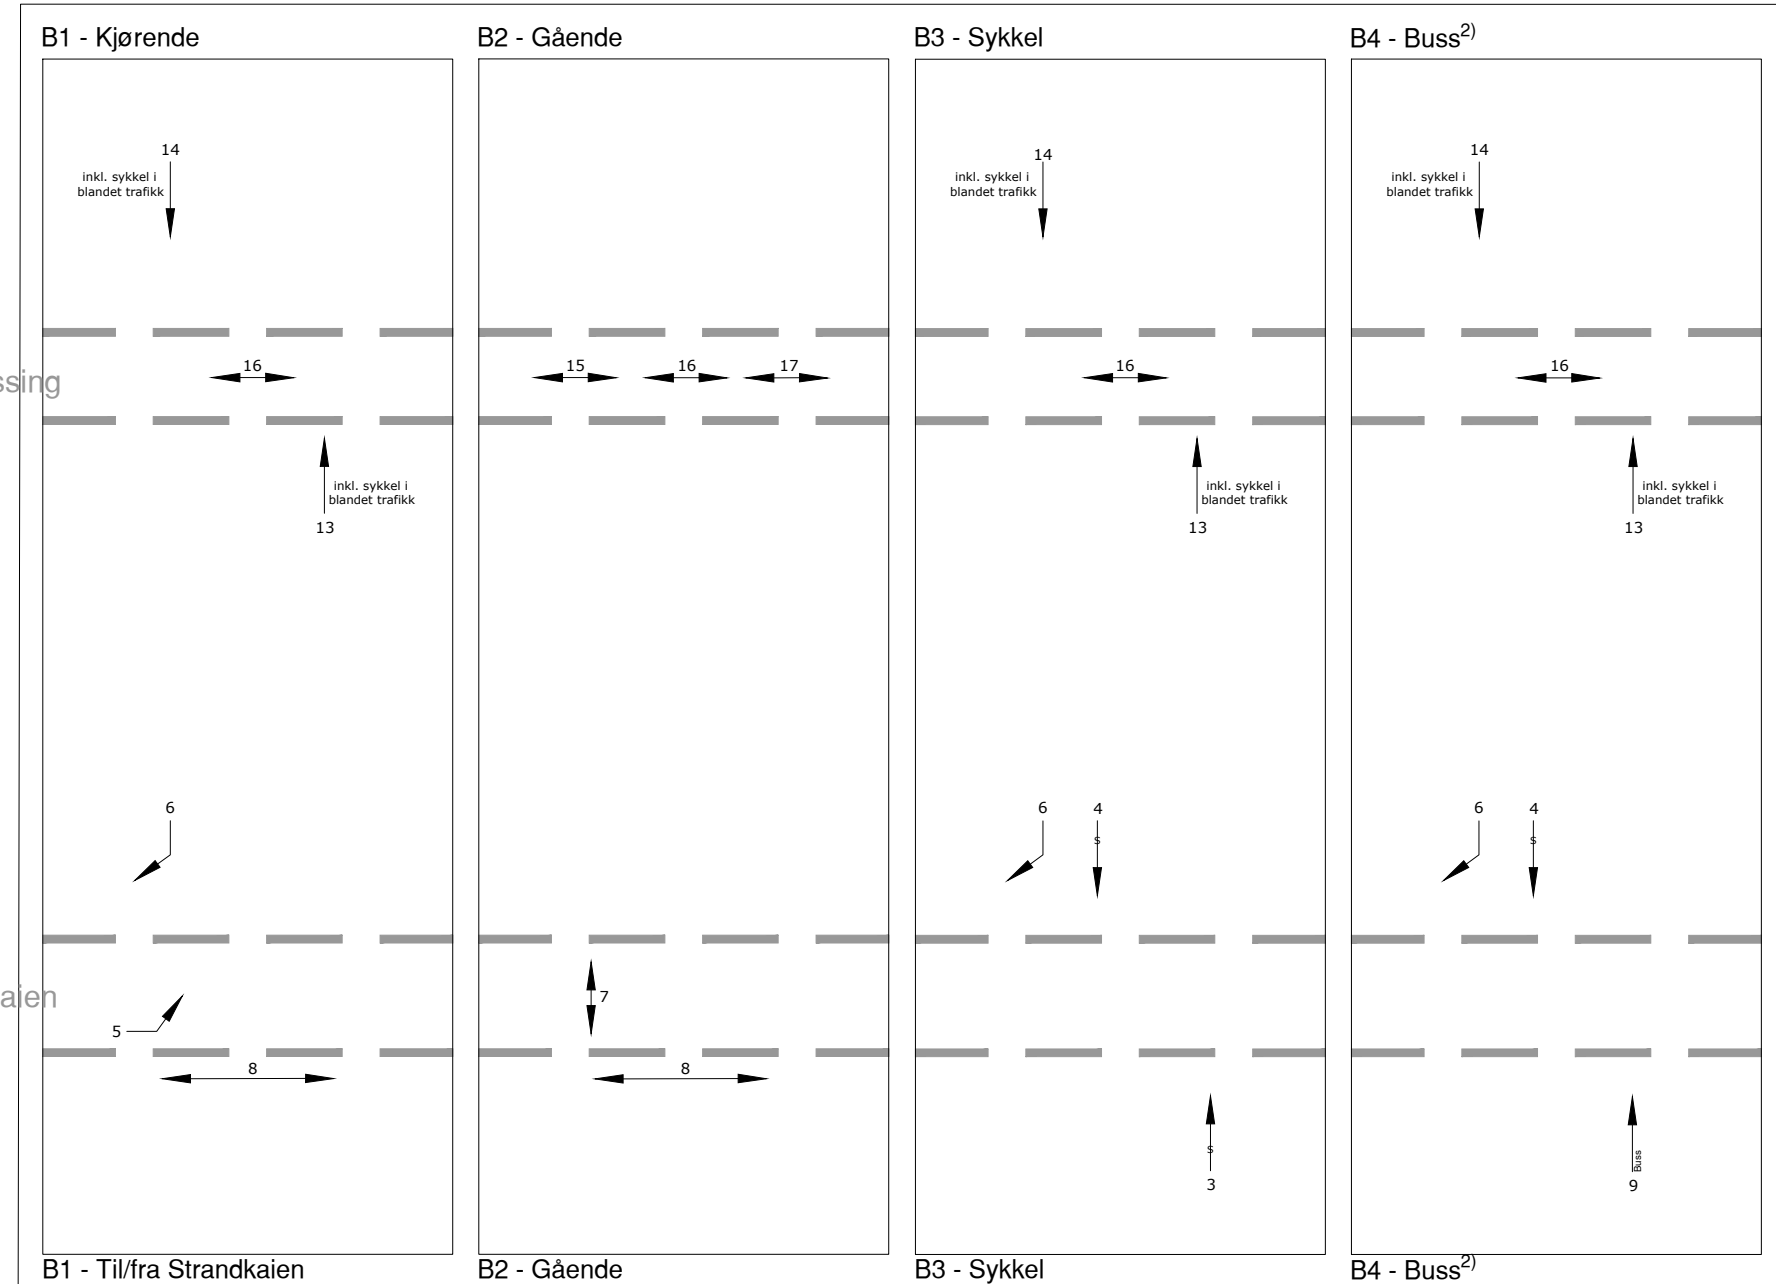 B1 - Kjørende
B2 - Gående
B3 - Sykkel
B4 - Buss2)
14
inkl. sykkel i
blandet trafikk
14
inkl. sykkel i
blandet trafikk
14
inkl. sykkel i
blandet trafikk
ssing
16
15
16
17
16
16
inkl. sykkel i
blandet trafikk
13
inkl. sykkel i
blandet trafikk
13
inkl. sykkel i
blandet trafikk
13
6
6
4
s
6
4
s
aien
5
8
7
8
s
3
Buss
9
B1 - Til/fra Strandkaien
B2 - Gående
B3 - Sykkel
B4 - Buss2)